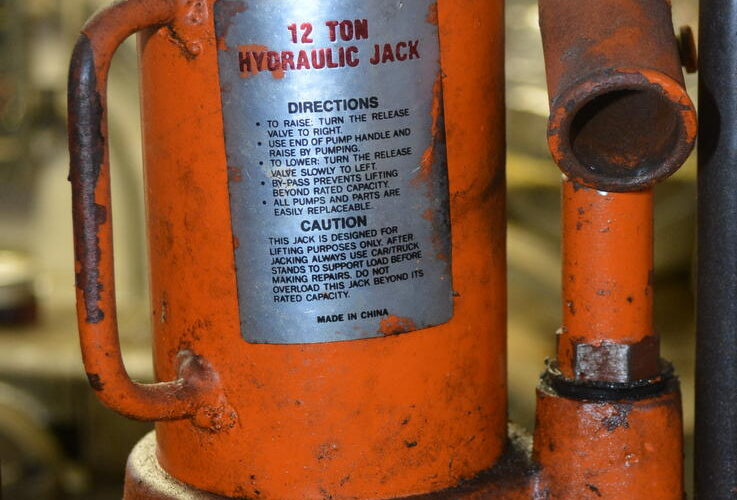 12 TON
HYDRAULIC JACK
DIRECTIONS
• TO RAISE: TURN THE RELEASE
VALVE TO RIGHT.
• USE END OF PUMP HANDLE AND
RAISE BY PUMPING.
• TO LOWER: TURN THE RELEASE
VALVE SLOWLY TO LEFT.
• BY-PASS PREVENTS LIFTING
BEYOND RATED CAPACITY.
• ALL PUMPS AND PARTS ARE
EASILY REPLACEABLE.
CAUTION
THIS JACK IS DESIGNED FOR
LIFTING PURPOSES ONLY. AFTER
JACKING ALWAYS USE CAR/TRUCK
STANDS TO SUPPORT LOAD BEFORE
MAKING REPAIRS. DO NOT
OVERLOAD THIS JACK BEYOND ITS
RATED CAPACITY.
MADE IN CHINA